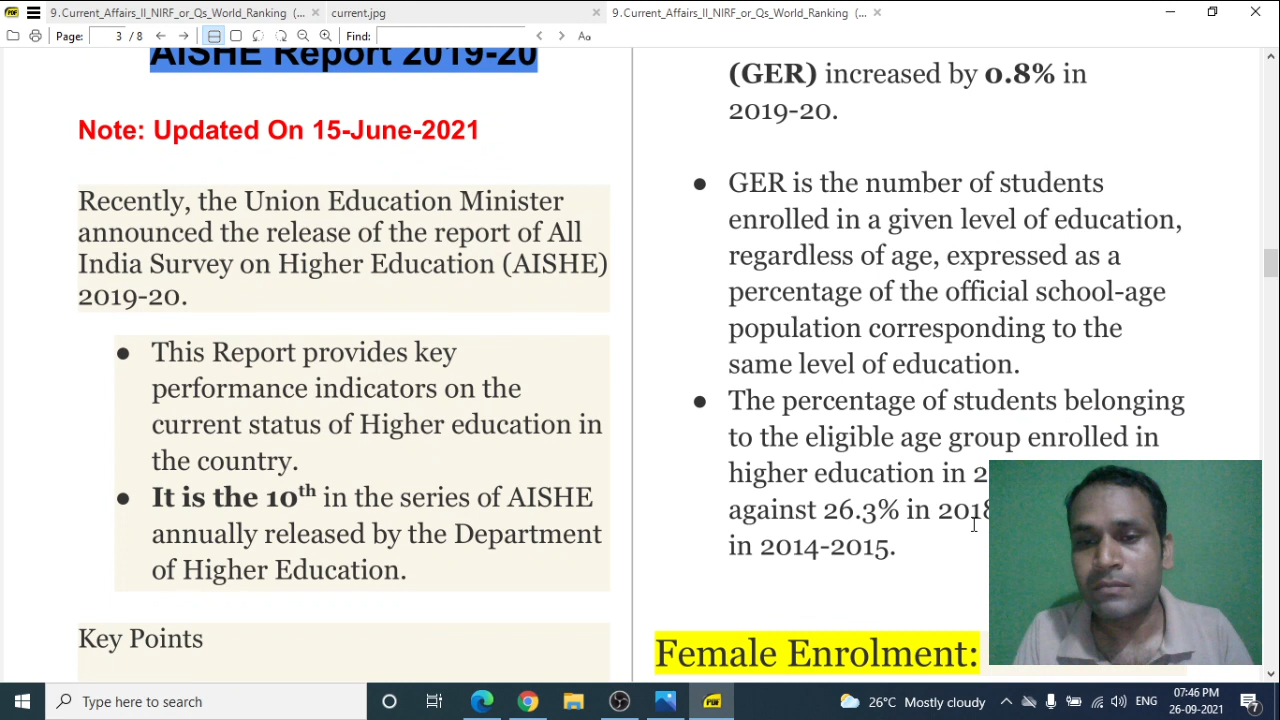 9.Current_Affairs_II_NIRF_or_Qs_World_Ranking (...
current.jpg
9.Current_Affairs_II_NIRF_or_Qs_World_Ranking (...
Page: 3 / 8
Find:
Aa
AISHE Report 2019-20
Note: Updated On 15-June-2021
Recently, the Union Education Minister
announced the release of the report of All
India Survey on Higher Education (AISHE)
2019-20.
● This Report provides key
performance indicators on the
current status of Higher education in
the country.
● It is the 10th in the series of AISHE
annually released by the Department
of Higher Education.
Key Points
(GER) increased by 0.8% in
2019-20.
● GER is the number of students
enrolled in a given level of education,
regardless of age, expressed as a
percentage of the official school-age
population corresponding to the
same level of education.
● The percentage of students belonging
to the eligible age group enrolled in
higher education in 2
against 26.3% in 2018
in 2014-2015.
Female Enrolment:
Type here to search
26°C Mostly cloudy
ENG
07:46 PM
26-09-2021
7